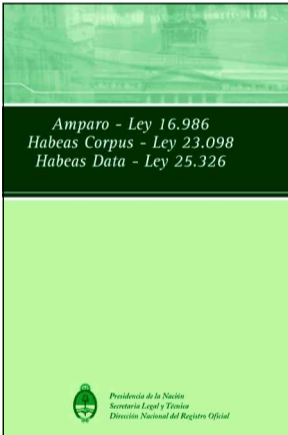 Amparo - Ley 16.986
Habeas Corpus - Ley 23.098
Habeas Data - Ley 25.326
Presidencia de la Nación
Secretaría Legal y Técnica
Dirección Nacional del Registro Oficial